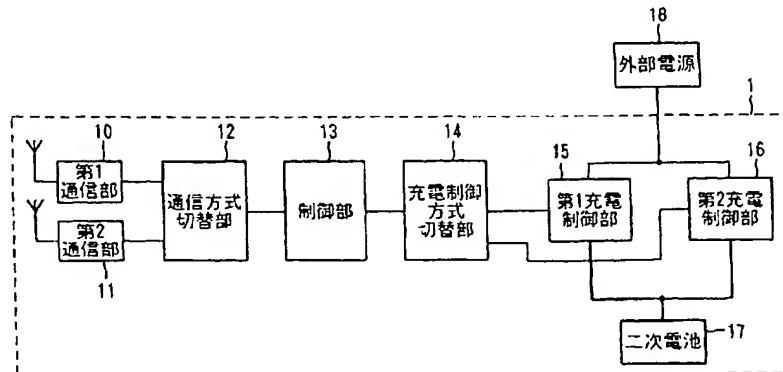 18
外部電源
1
10
12
13
14
15
16
第1
通信部
通信方式
切替部
制御部
充電制御
方式
切替部
第1充電
制御部
第2充電
制御部
第2
通信部
11
二次電池
17